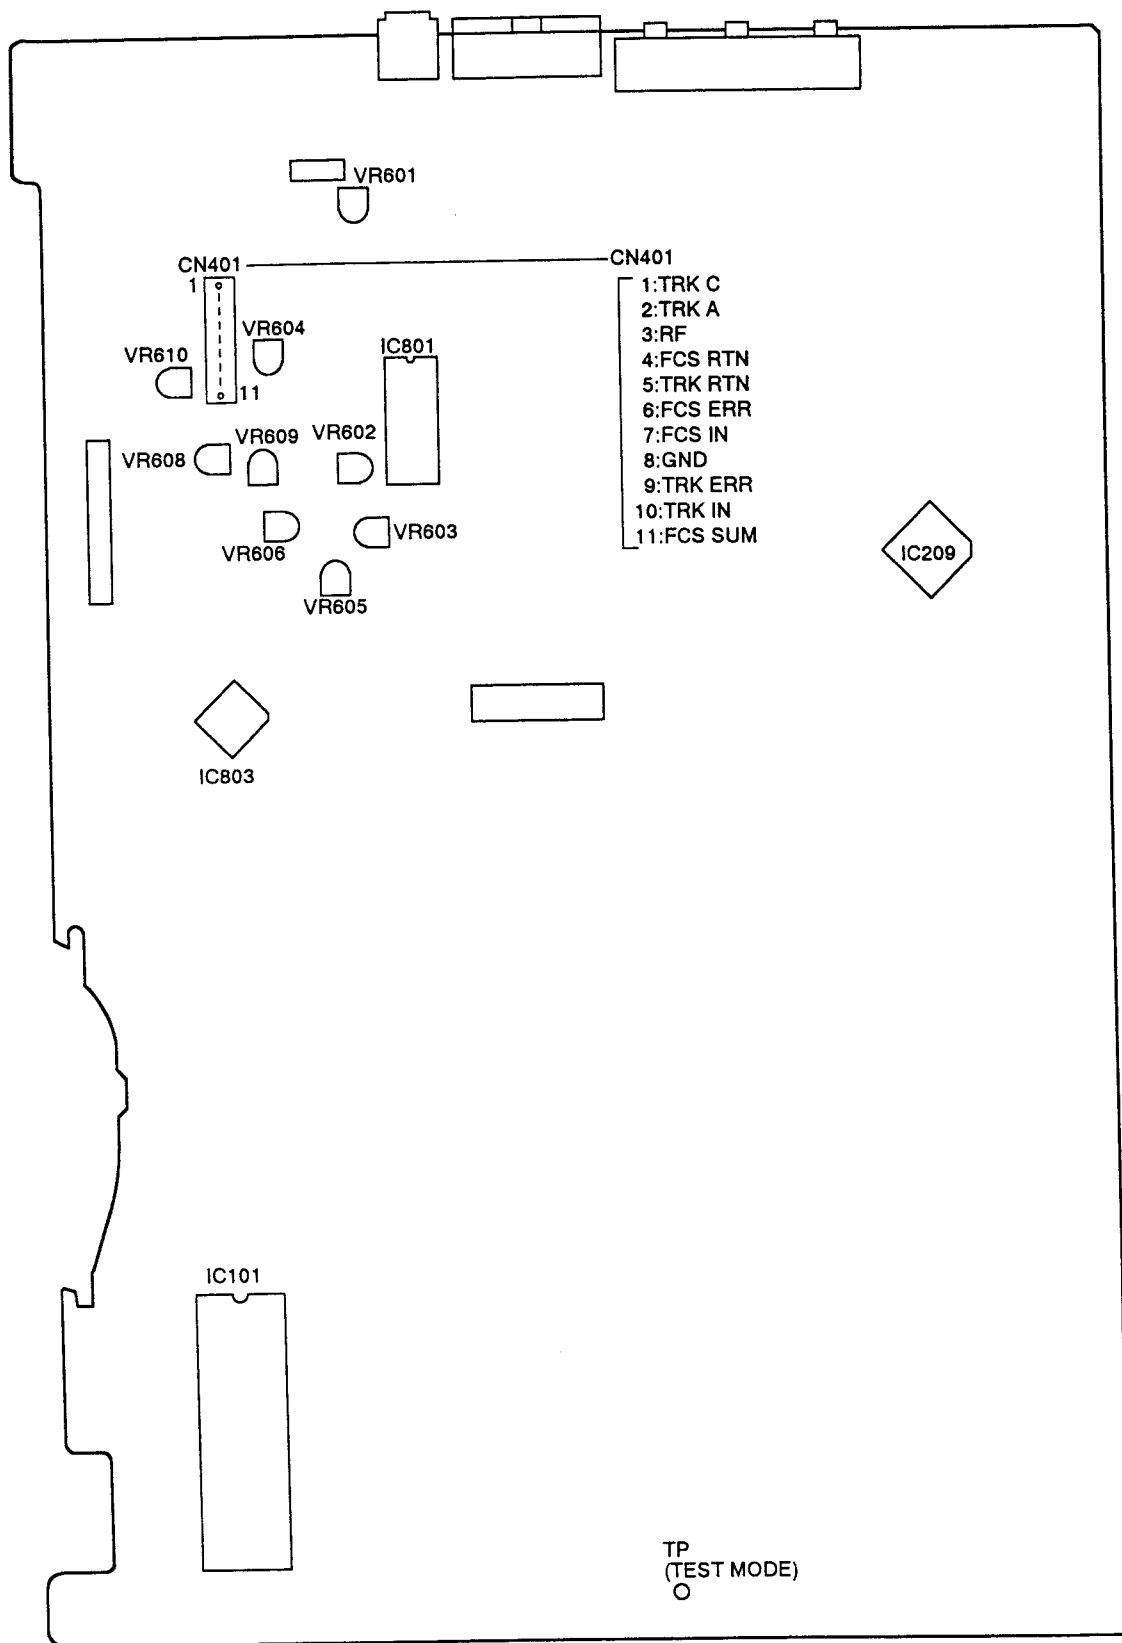 VR601
CN401
CN401
1
1:TRK C
2:TRK A
3:RF
4:FCS RTN
5:TRK RTN
6:FCS ERR
7:FCS IN
8:GND
9:TRK ERR
10:TRK IN
11:FCS SUM
VR604
VR610
IC801
11
VR609
VR602
VR608
VR606
VR603
VR605
IC209
IC803
IC101
TP
(TEST MODE)